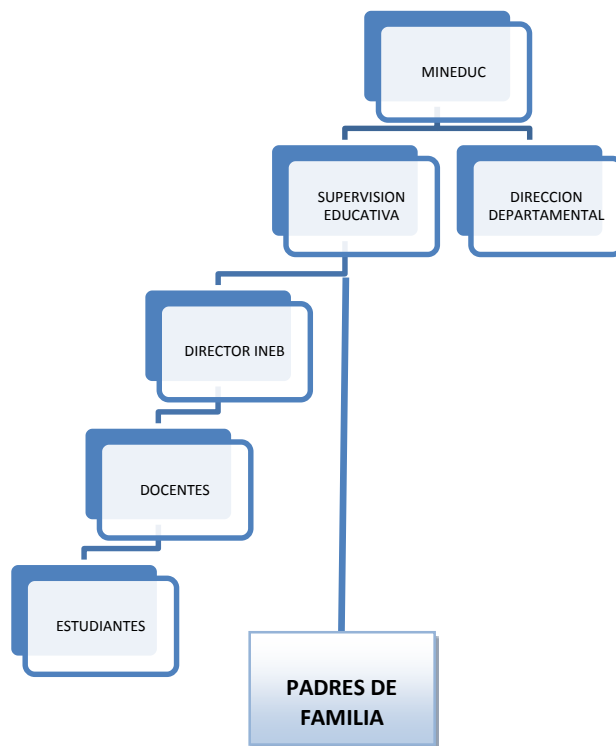 MINEDUC
SUPERVISION
EDUCATIVA
DIRECCION
DEPARTAMENTAL
DIRECTOR INEB
DOCENTES
ESTUDIANTES
PADRES DE
FAMILIA